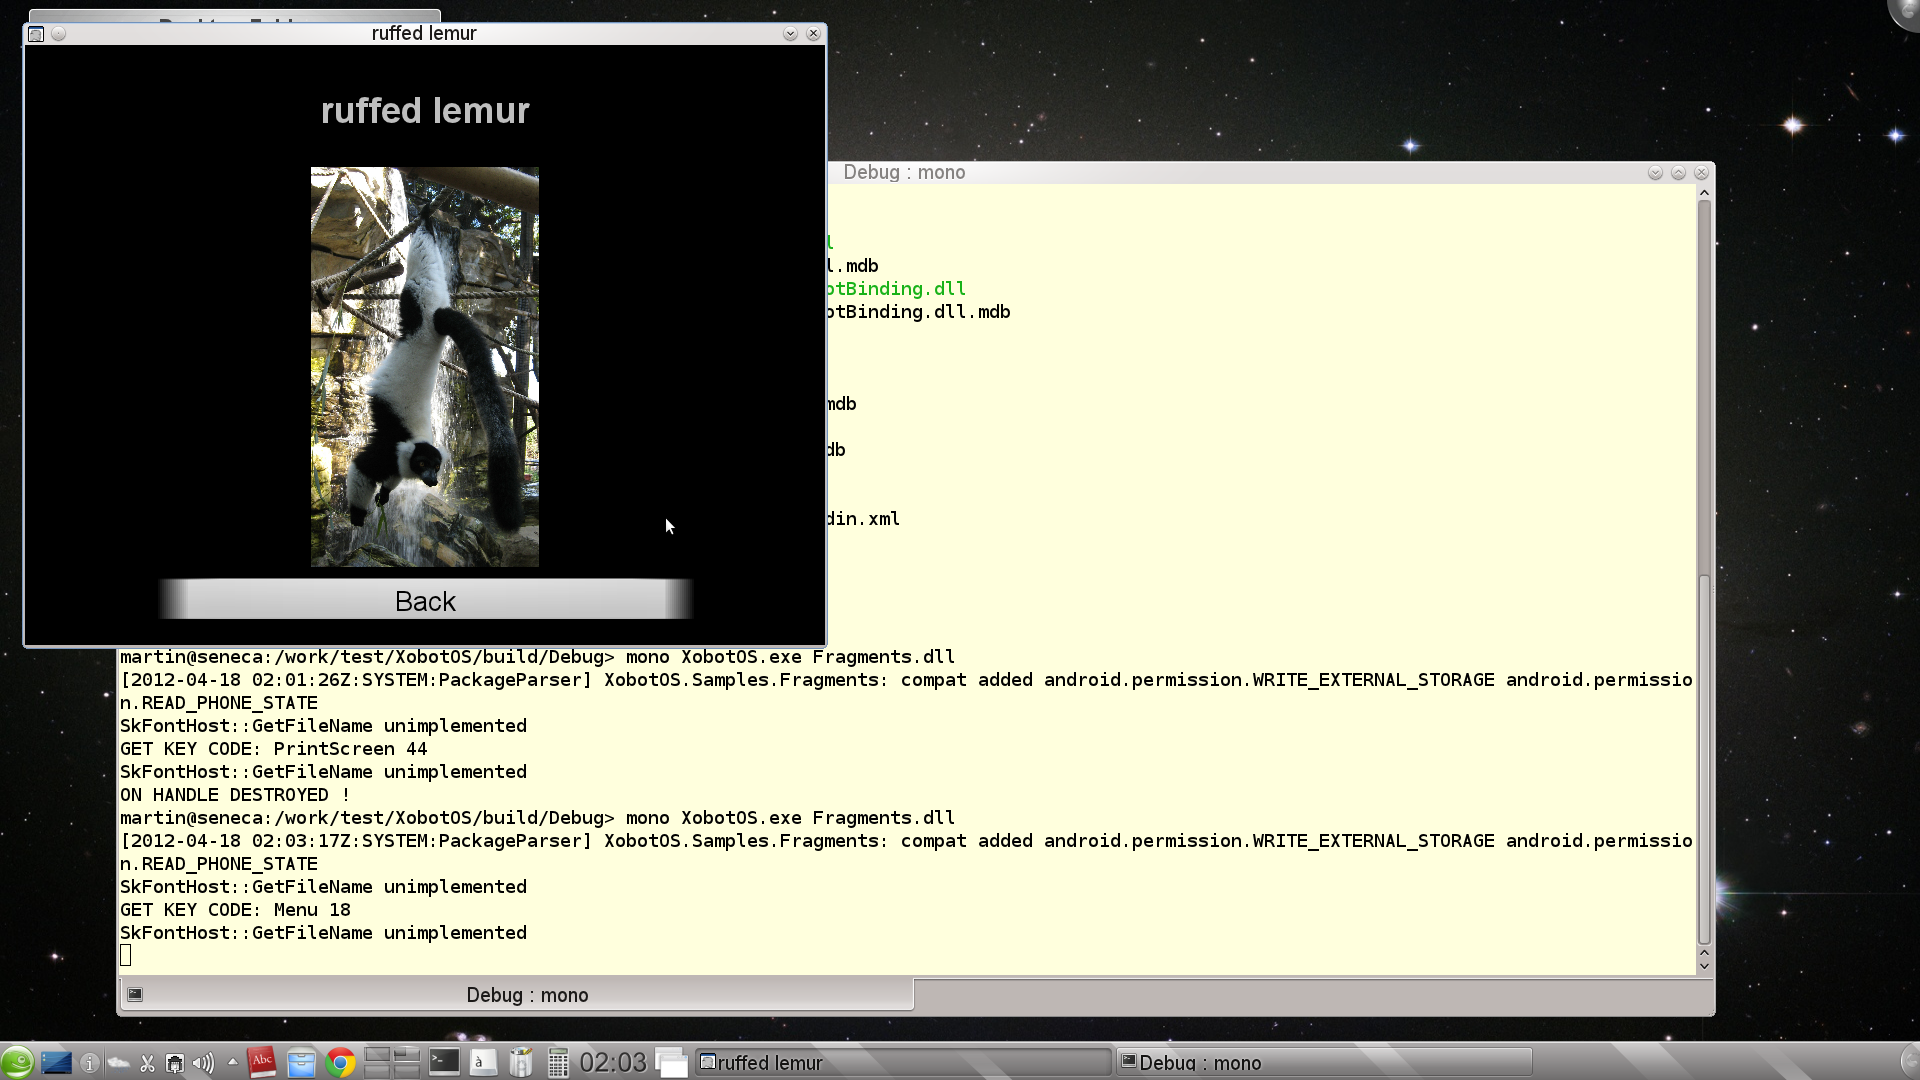 ruffed lemur
ruffed lemur
Back
Debug : mono
l
l.mdb
otBinding.dll
otBinding.dll.mdb
mdb
db
din.xml
martin@seneca:/work/test/XobotOS/build/Debug> mono XobotOS.exe Fragments.dll
[2012-04-18 02:01:26Z:SYSTEM:PackageParser] XobotOS.Samples.Fragments: compat added android.permission.WRITE_EXTERNAL_STORAGE android.permissio
n.READ_PHONE_STATE
SkFontHost::GetFileName unimplemented
GET KEY CODE: PrintScreen 44
SkFontHost::GetFileName unimplemented
ON HANDLE DESTROYED !
martin@seneca:/work/test/XobotOS/build/Debug> mono XobotOS.exe Fragments.dll
[2012-04-18 02:03:17Z:SYSTEM:PackageParser] XobotOS.Samples.Fragments: compat added android.permission.WRITE_EXTERNAL_STORAGE android.permissio
n.READ_PHONE_STATE
SkFontHost::GetFileName unimplemented
GET KEY CODE: Menu 18
SkFontHost::GetFileName unimplemented
Debug : mono
Abc
à
02:03
ruffed lemur
Debug : mono